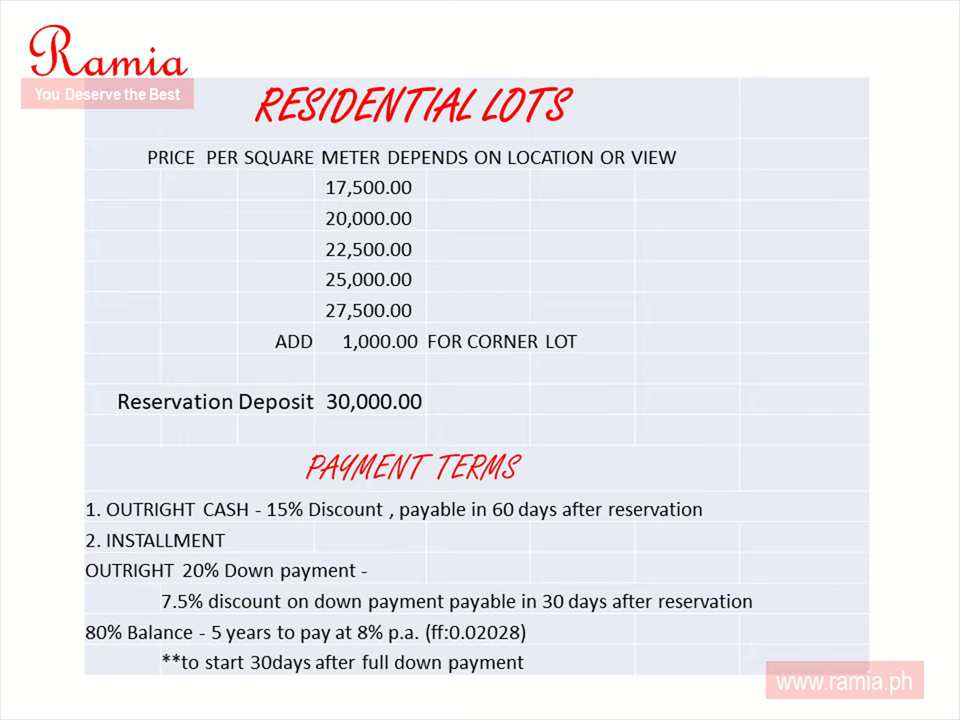 Ramia
You Deserve the Best
RESIDENTIAL LOTS
PRICE PER SQUARE METER DEPENDS ON LOCATION OR VIEW
17,500.00
20,000.00
22,500.00
25,000.00
27,500.00
ADD 1,000.00 FOR CORNER LOT
Reservation Deposit 30,000.00
PAYMENT TERMS
1. OUTRIGHT CASH - 15% Discount , payable in 60 days after reservation
2. INSTALLMENT
OUTRIGHT 20% Down payment -
7.5% discount on down payment payable in 30 days after reservation
80% Balance - 5 years to pay at 8% p.a. (ff:0.02028)
**to start 30days after full down payment
www.ramia.ph